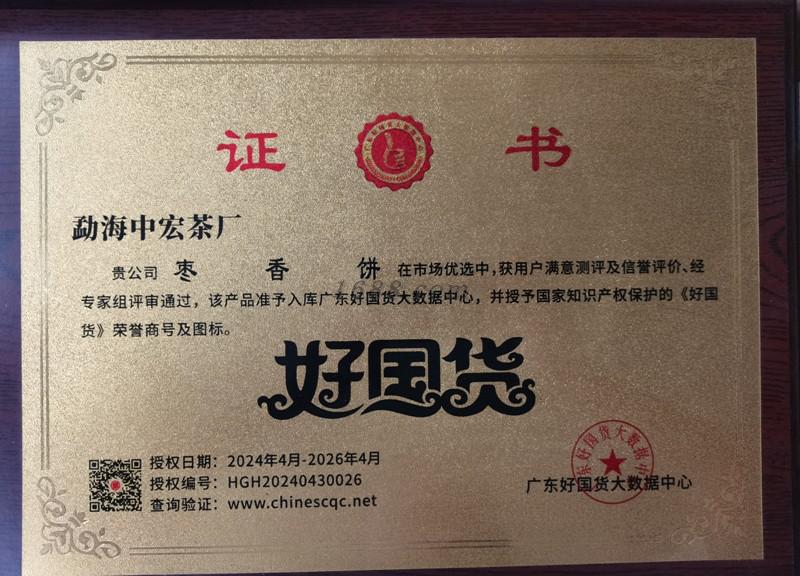 证 书
勐海中宏茶厂
贵公司 枣 香 饼 在市场优选中,获用户满意测评及信誉评价、经
专家组评审通过，该产品准予入库广东好国货大数据中心，并授予国家知识产权保护的《好国
货》荣誉商号及图标。
1688.com
好国货
授权日期：2024年4月-2026年4月
授权编号：HGH20240430026
查询验证：www.chinescqc.net
广东好国货大数据中心